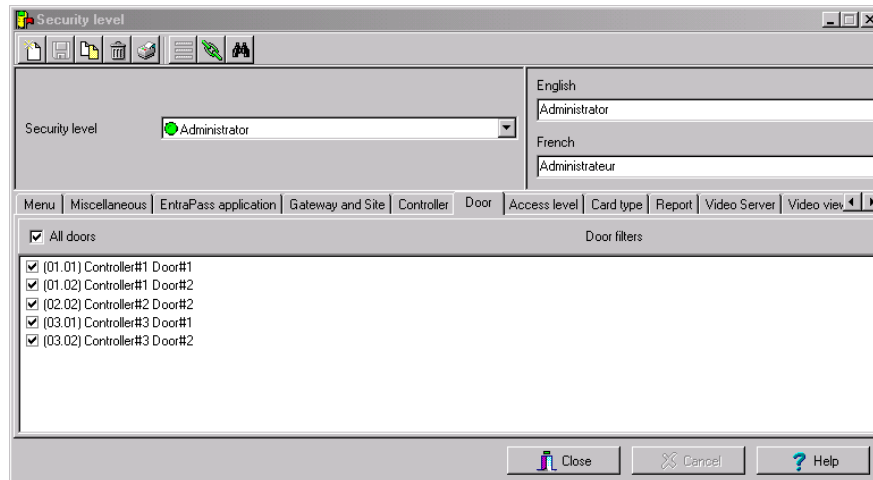 Security level
English
Administrator
Security level
Administrator
French
Administrateur
Menu Miscellaneous EntraPass application Gateway and Site Controller Door Access level Card type Report Video Server Video view
All doors Door filters
(01.01) Controller#1 Door#1
(01.02) Controller#1 Door#2
(02.02) Controller#2 Door#2
(03.01) Controller#3 Door#1
(03.02) Controller#3 Door#2
Close Cancel Help